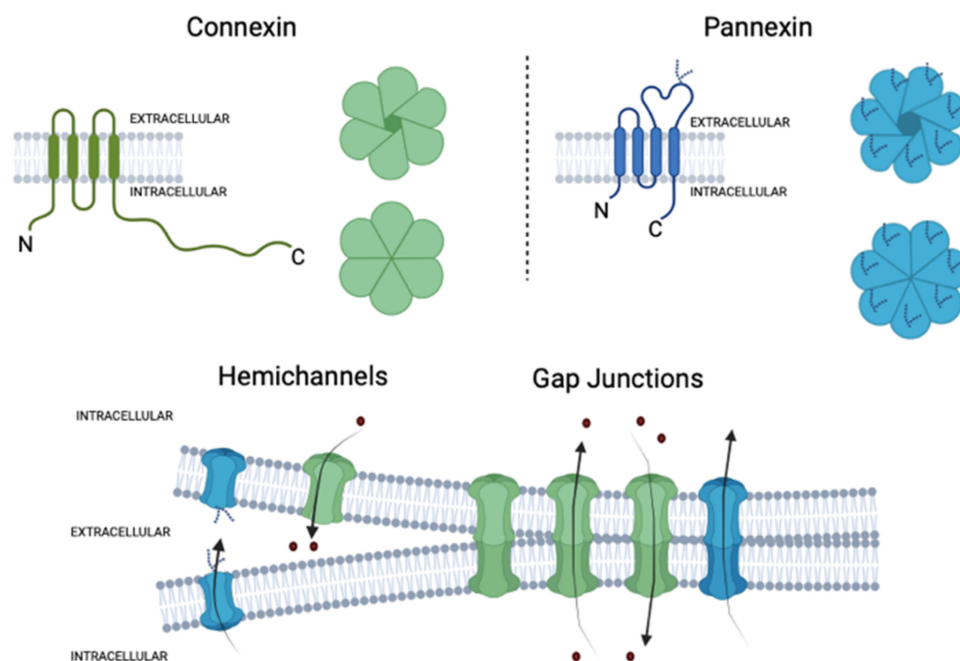 Connexin
Pannexin
EXTRACELLULAR
INTRACELLULAR
N
C
EXTRACELLULAR
INTRACELLULAR
N
C
Hemichannels
Gap Junctions
INTRACELLULAR
EXTRACELLULAR
INTRACELLULAR